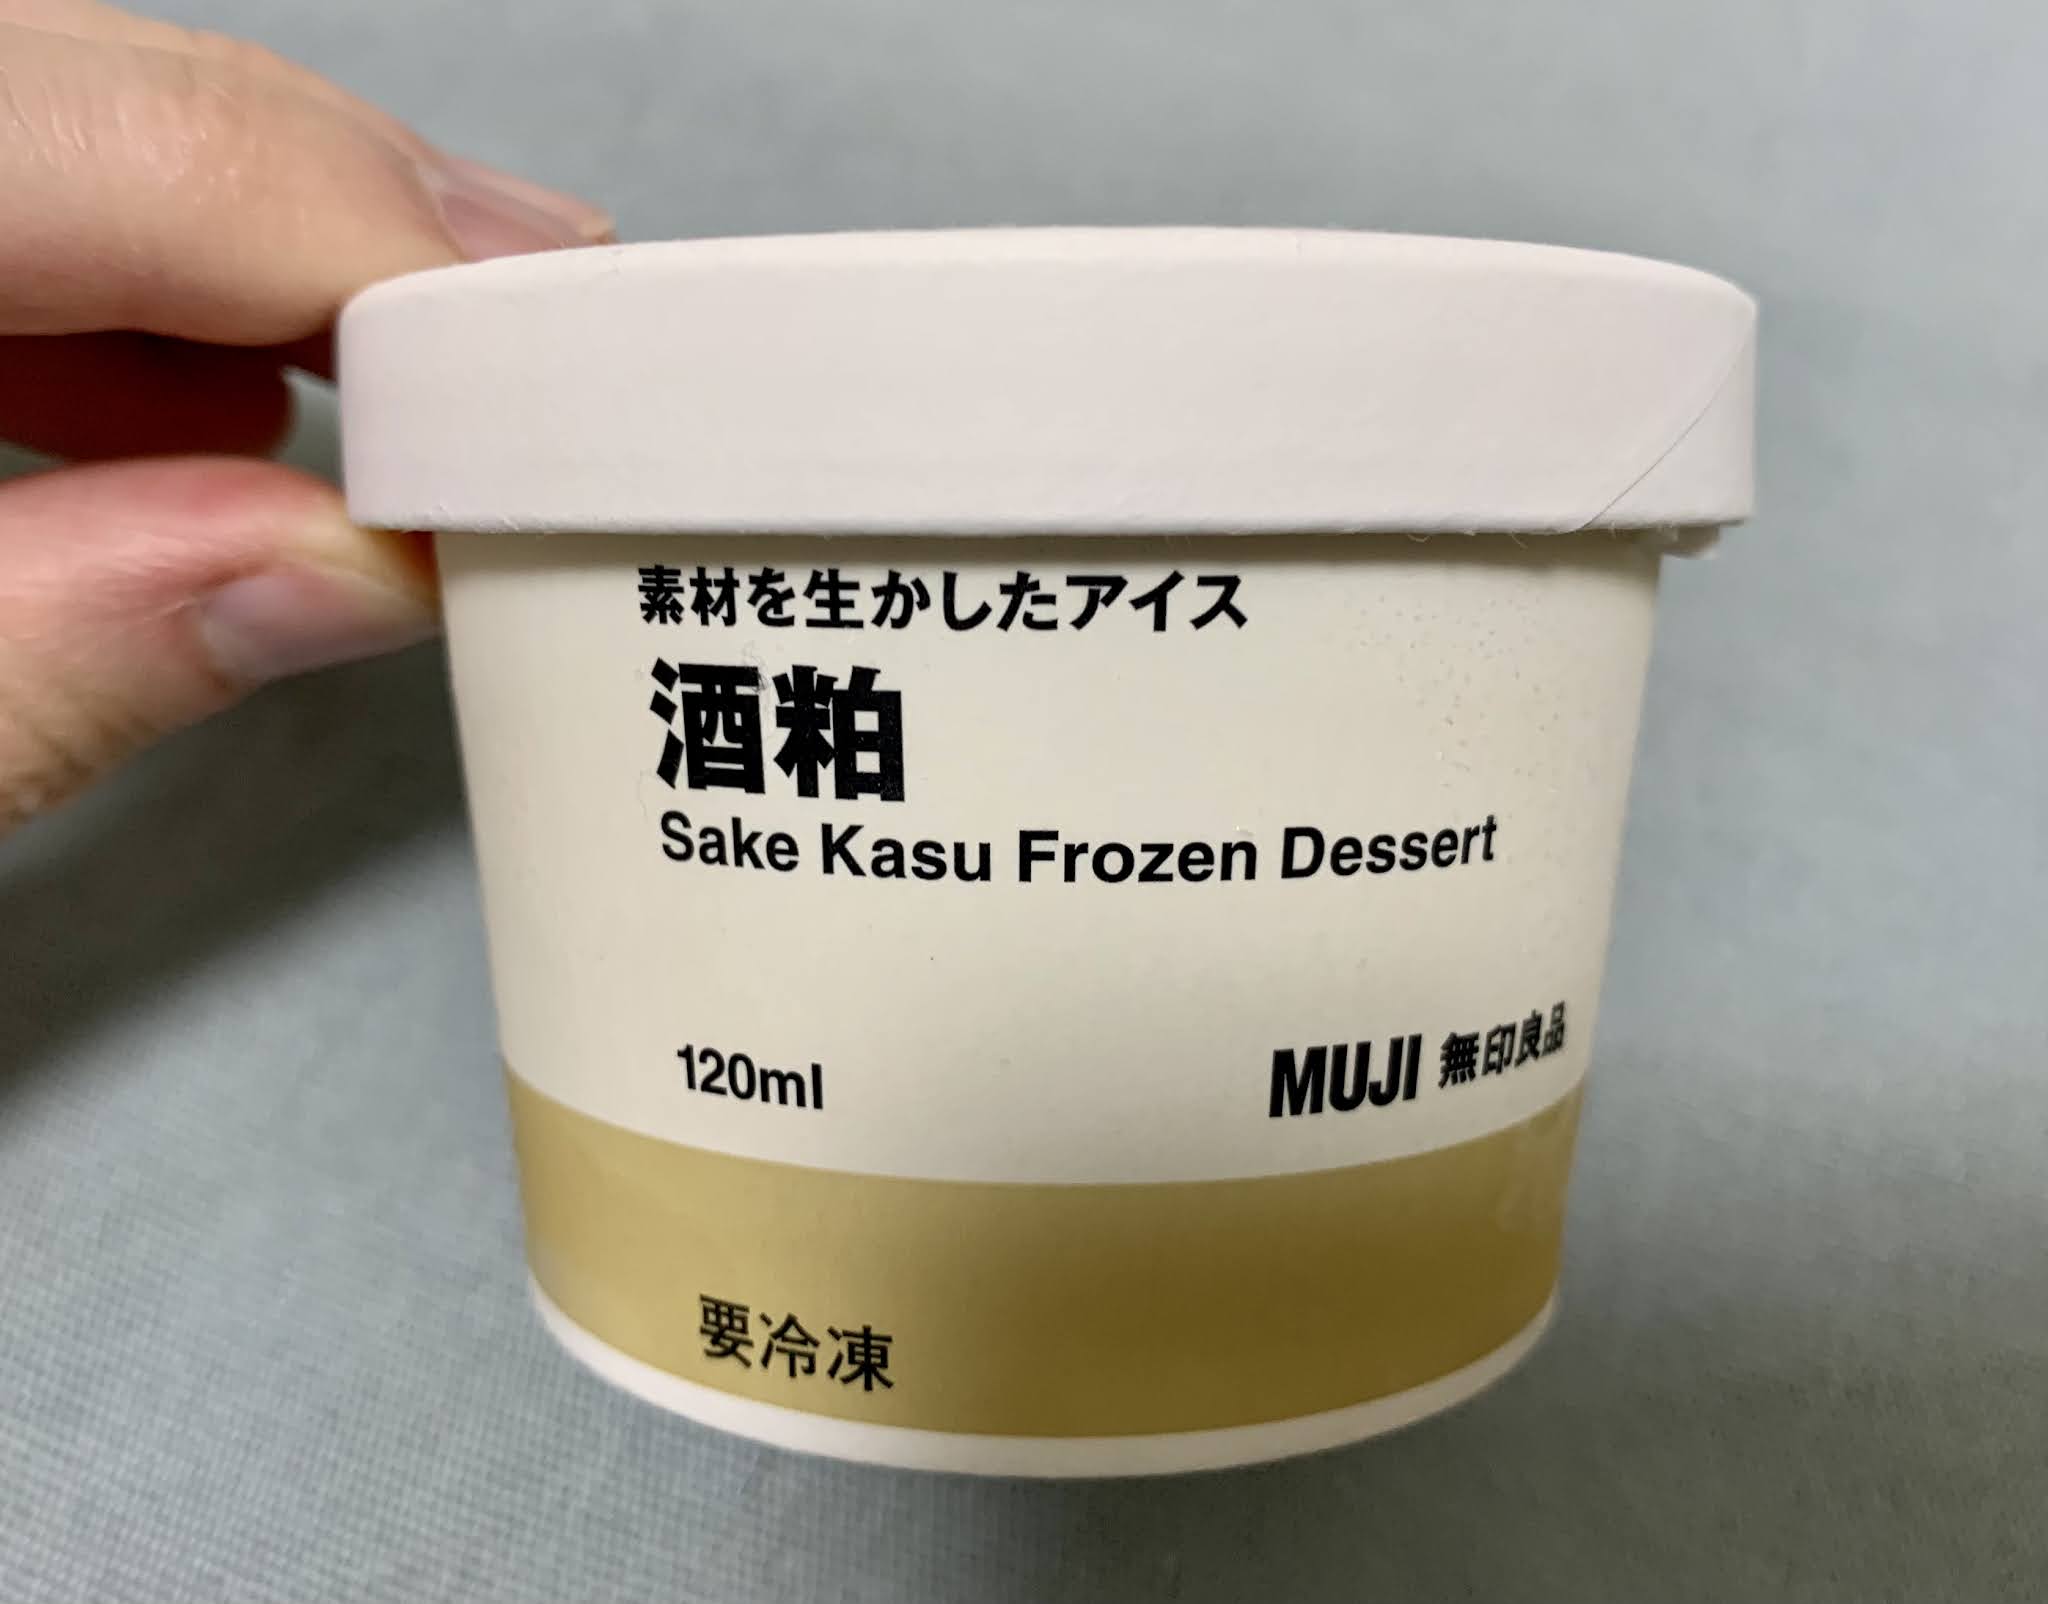 素材を生かしたアイス
酒粕
Sake Kasu Frozen Dessert
120ml
MUJI 無印良品
要冷凍